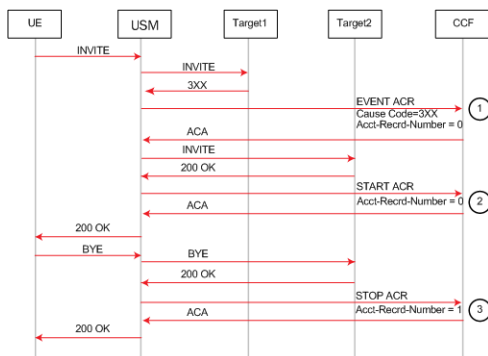 UE USM Target1 Target2 CCF
INVITE
INVITE
3XX
EVENT ACR
Cause Code=3XX
Acct-Recrd-Number = 0
1
ACA
INVITE
200 OK
START ACR
Acct-Recrd-Number = 0
2
ACA
200 OK
BYE
BYE
200 OK
STOP ACR
Acct-Recrd-Number = 1
3
ACA
200 OK